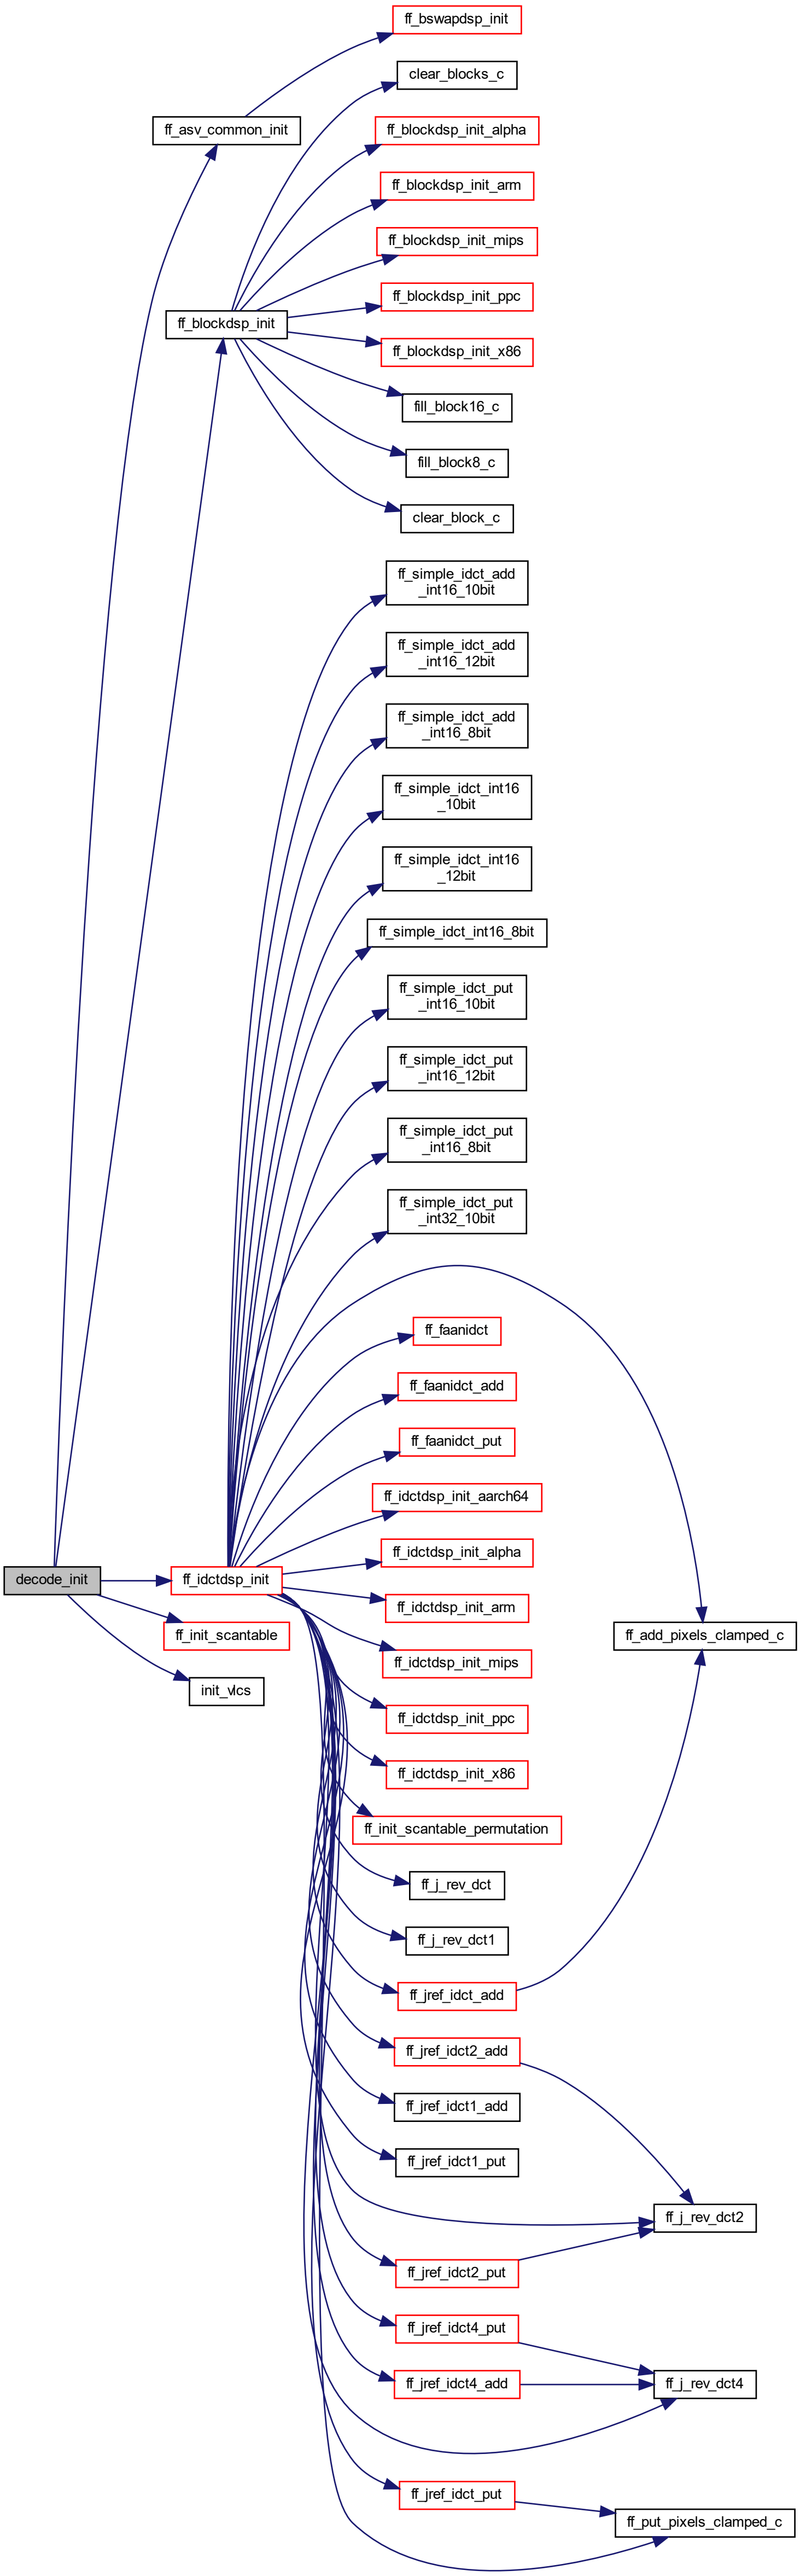 ff_bswapdsp_init
clear_blocks_c
ff_asv_common_init
ff_blockdsp_init_alpha
ff_blockdsp_init_arm
ff_blockdsp_init_mips
ff_blockdsp_init_ppc
ff_blockdsp_init
ff_blockdsp_init_x86
fill_block16_c
fill_block8_c
clear_block_c
ff_simple_idct_add
_int16_10bit
ff_simple_idct_add
_int16_12bit
ff_simple_idct_add
_int16_8bit
ff_simple_idct_int16
_10bit
ff_simple_idct_int16
_12bit
ff_simple_idct_int16_8bit
ff_simple_idct_put
_int16_10bit
ff_simple_idct_put
_int16_12bit
ff_simple_idct_put
_int16_8bit
ff_simple_idct_put
_int32_10bit
ff_faanidct
ff_faanidct_add
ff_faanidct_put
ff_idctdsp_init_aarch64
ff_idctdsp_init_alpha
decode_init
ff_idctdsp_init
ff_idctdsp_init_arm
ff_init_scantable
ff_add_pixels_clamped_c
ff_idctdsp_init_mips
init_vlcs
ff_idctdsp_init_ppc
ff_idctdsp_init_x86
ff_init_scantable_permutation
ff_j_rev_dct
ff_j_rev_dct1
ff_jref_idct_add
ff_jref_idct2_add
ff_jref_idct1_add
ff_jref_idct1_put
ff_j_rev_dct2
ff_jref_idct2_put
ff_jref_idct4_put
ff_jref_idct4_add
ff_j_rev_dct4
ff_jref_idct_put
ff_put_pixels_clamped_c